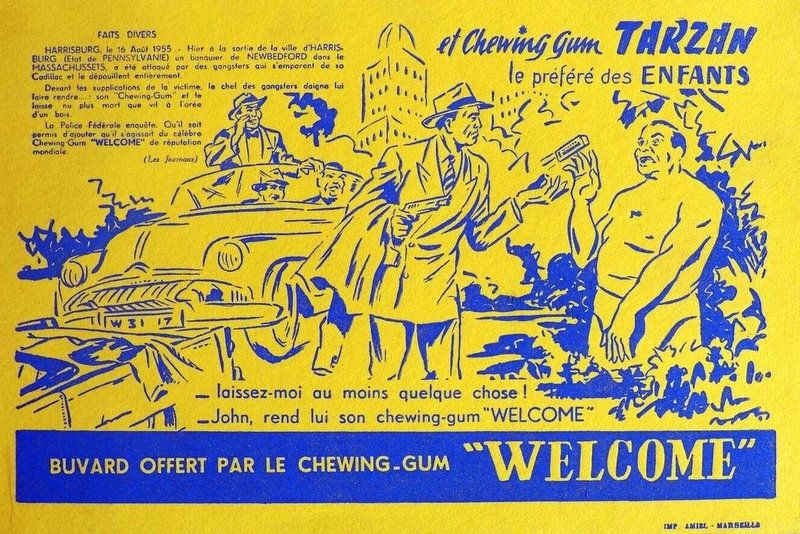 FAITS DIVERS
HARRISBURG, le 16 Août 1955 - Hier à la sortie de la ville d'HARRIS-
BURG (Etat de PENNSYLVANIE) un banquier de NEWBEDFORD dans le
MASSACHUSSETS, a été attaqué par des gangsters qui s'emparent de sa
Cadillac et le dépouillent entièrement.
Devant les supplications de la victime, le chef des gangsters daigne lui
faire rendre....: son "Chewing-Gum" et le
laisse nu plus mort que vif à l'orée
d'un bois.
La Police Fédérale enquête. Qu'il soit
permis d'ajouter qu'il s'agissait du célèbre
Chewing-Gum "WELCOME" de réputation
mondiale.
(Les Journaux)
et Chewing Gum TARZAN
le préféré des ENFANTS
W 31 17
_ laissez-moi au moins quelque chose !
_ John, rend lui son chewing-gum "WELCOME"
BUVARD OFFERT PAR LE CHEWING-GUM "WELCOME"
IMP. AMIEL - MARSEILLE